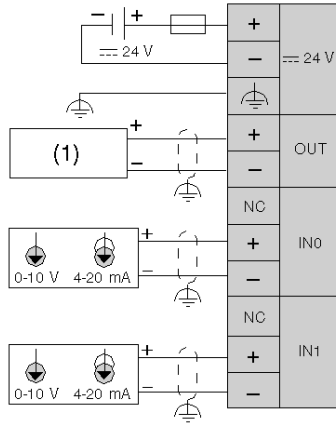 − + +
⎓ 24 V − ⎓ 24 V
+ +
(1) OUT
− −
NC
+ + IN0
0-10 V 4-20 mA − −
NC
+ + IN1
0-10 V 4-20 mA − −